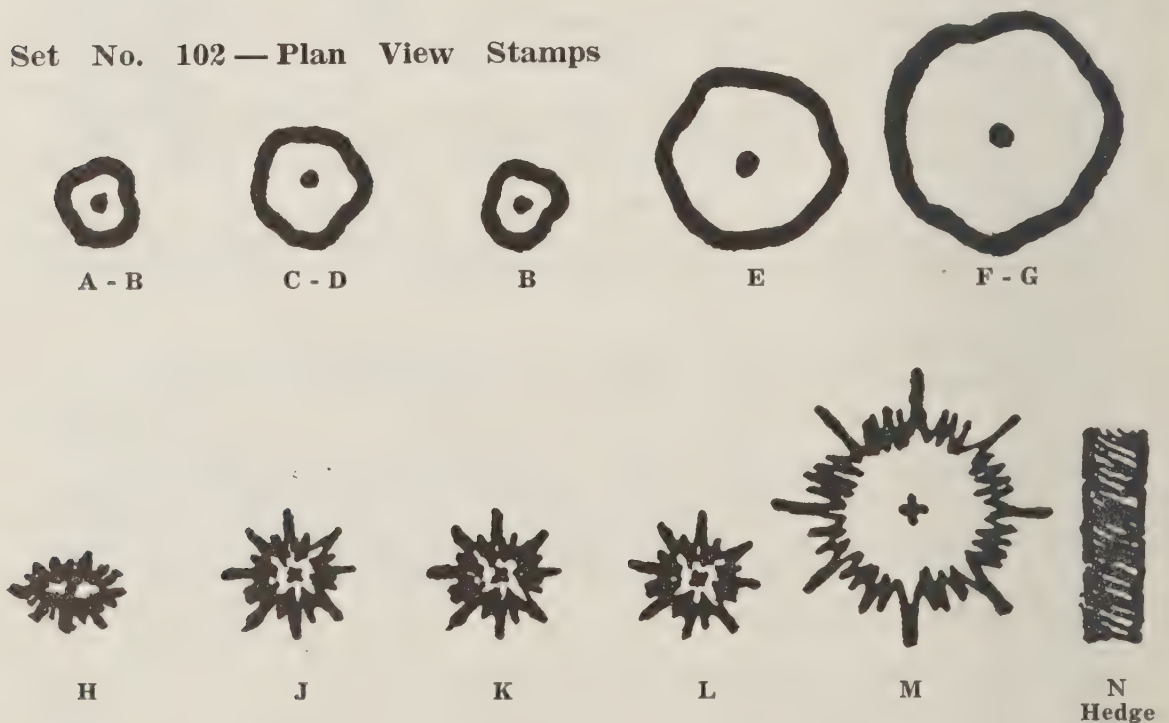 Set No. 102 — Plan View Stamps
A - B C - D B E F - G
H J K L M N
Hedge